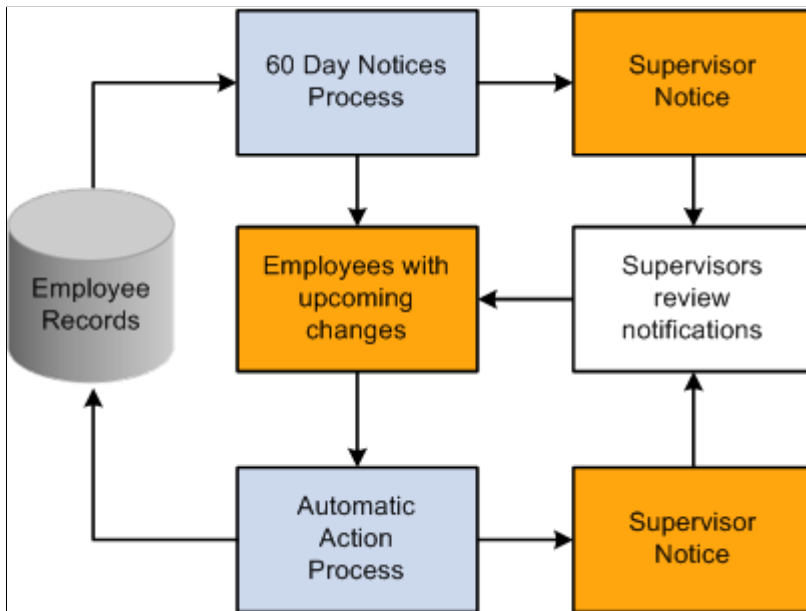 60 Day Notices
Process
Supervisor
Notice
Employee
Records
Employees with
upcoming
changes
Supervisors
review
notifications
Automatic
Action
Process
Supervisor
Notice